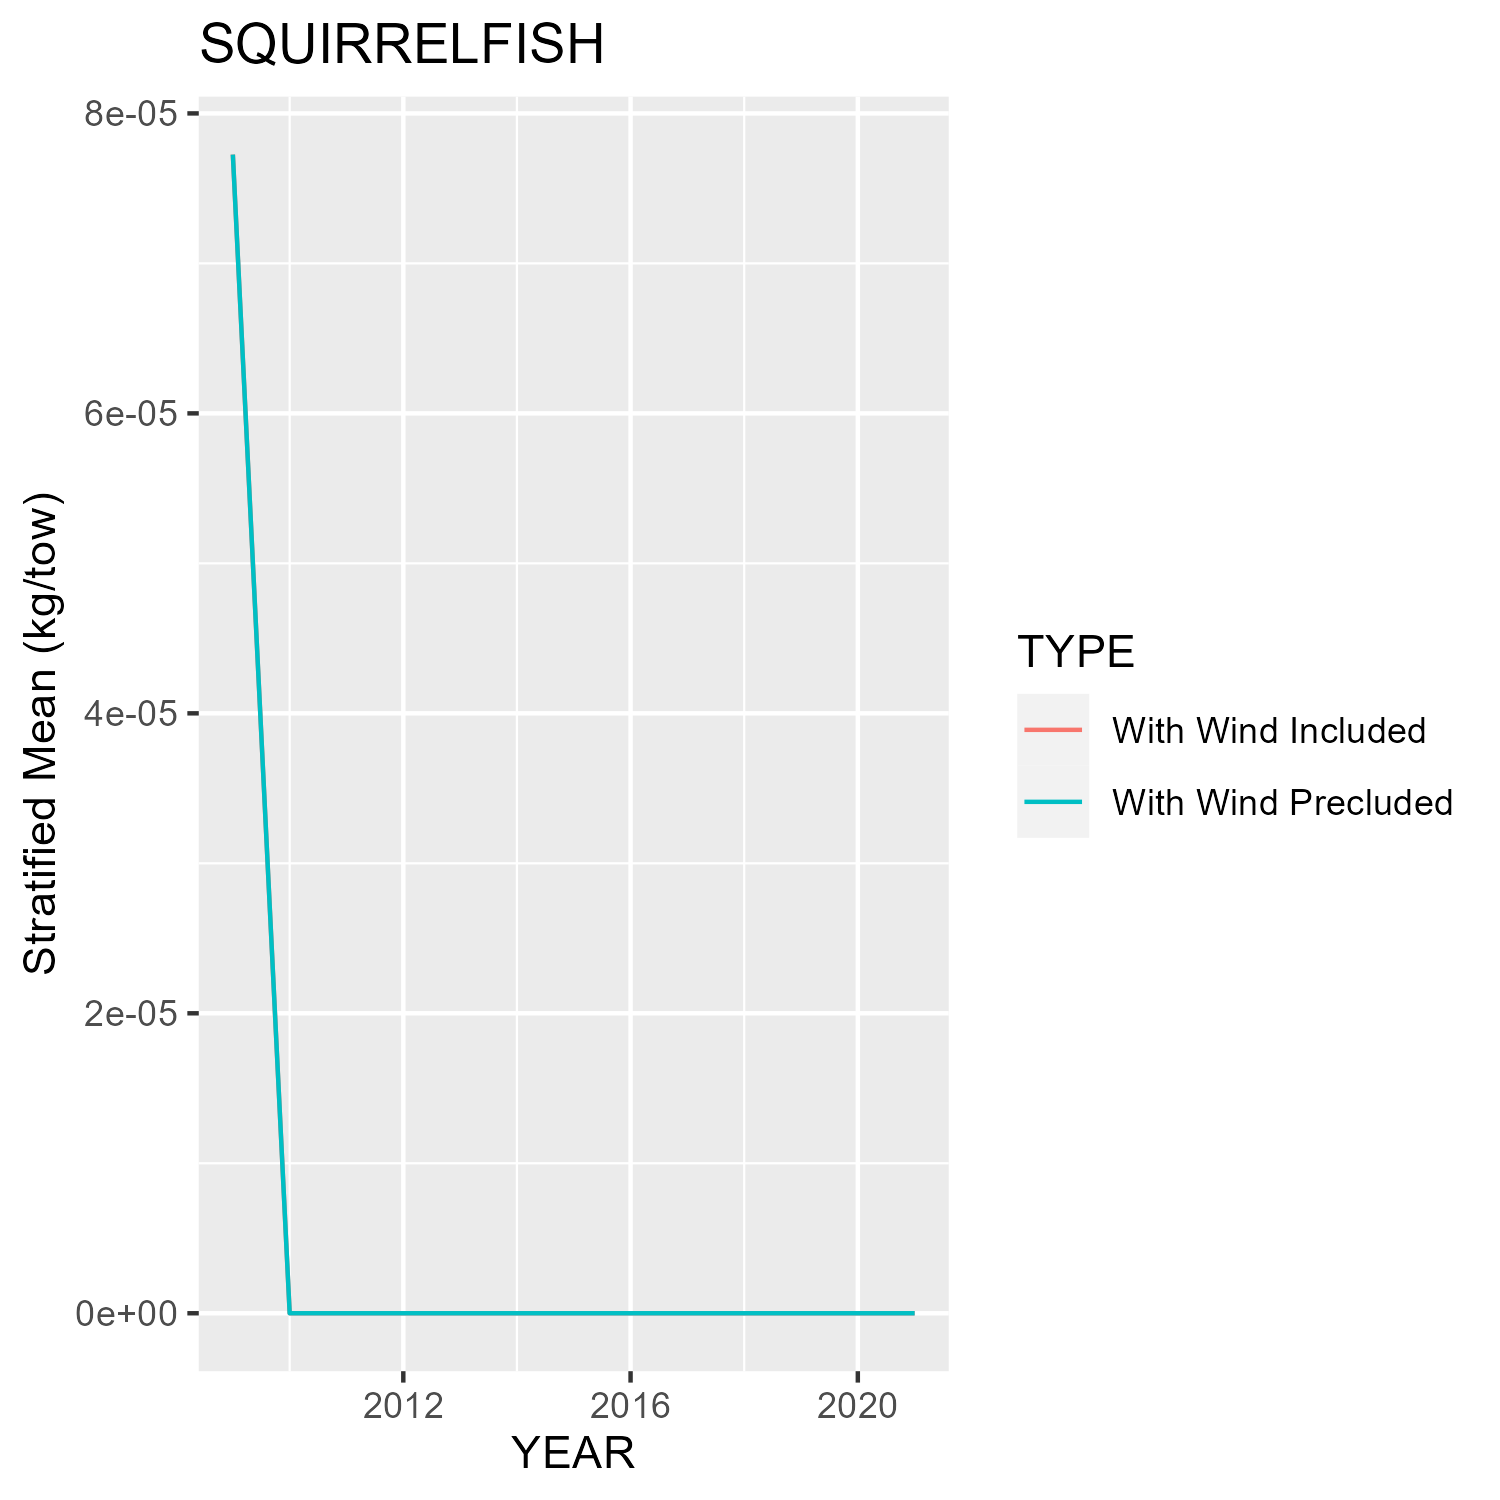 SQUIRRELFISH
8e-05
6e-05
4e-05
2e-05
0e+00
Stratified Mean (kg/tow)
2012
2016
2020
YEAR
TYPE
With Wind Included
With Wind Precluded